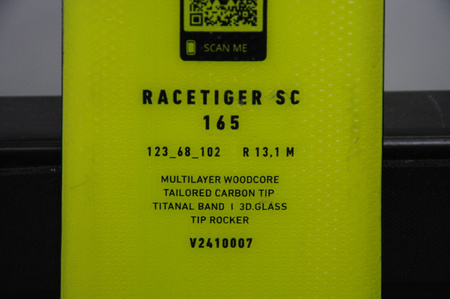 SCAN ME
RACETIGER SC
165
123_68_102 R 13,1 M
MULTILAYER WOODCORE
TAILORED CARBON TIP
TITANAL BAND I 3D.GLASS
TIP ROCKER
V2410007